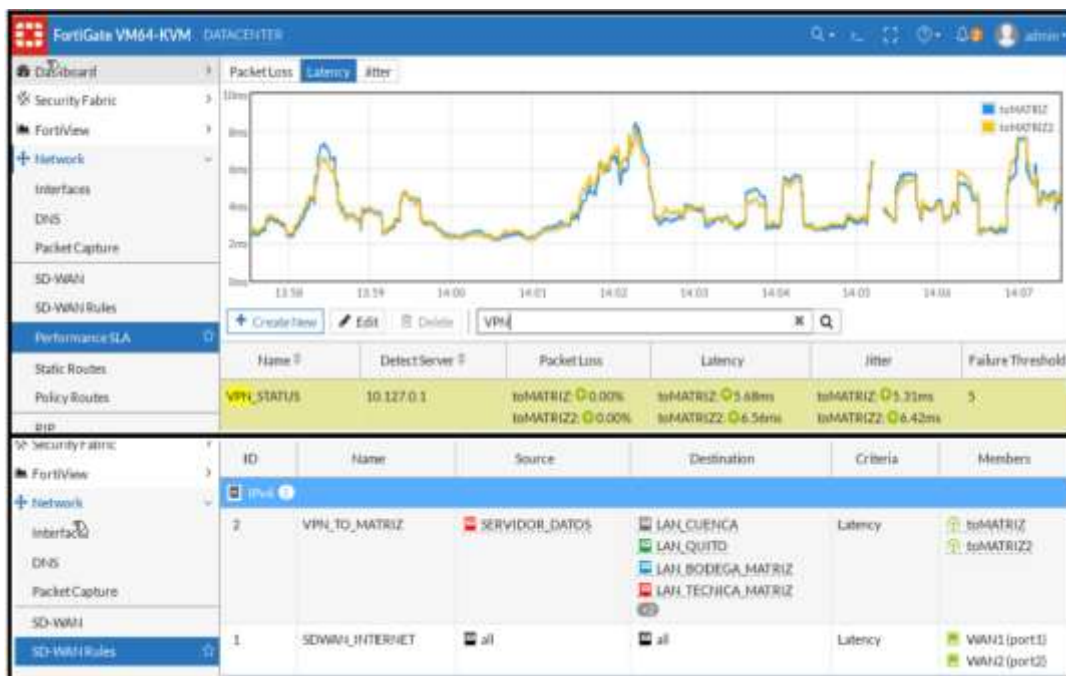 FortiGate VM64-KVM DATACENTER
admin
Dashboard
Security Fabric
FortiView
Network
Interfaces
DNS
Packet Capture
SD-WAN
SD-WAN Rules
Performance SLA
Static Routes
Policy Routes
RIP
Packet Loss Latency Jitter
10ms
8ms
6ms
4ms
2ms
0ms
toMATRIZ
toMATRIZ2
13:58 13:59 14:00 14:01 14:02 14:03 14:04 14:05 14:06 14:07
+ Create New Edit Delete VPN
Name Detect Server Packet Loss Latency Jitter Failure Threshold
VPN_STATUS 10.127.0.1 toMATRIZ: 0.00% toMATRIZ: 5.68ms toMATRIZ: 5.31ms 5
toMATRIZ2: 0.00% toMATRIZ2: 6.56ms toMATRIZ2: 6.42ms
Security Fabric
FortiView
Network
Interfaces
DNS
Packet Capture
SD-WAN
SD-WAN Rules
ID Name Source Destination Criteria Members
IPv4
2 VPN_TO_MATRIZ SERVIDOR_DATOS LAN_CUENCA Latency toMATRIZ
LAN_QUITO toMATRIZ2
LAN_BODEGA_MATRIZ
LAN_TECNICA_MATRIZ
1 SDWAN_INTERNET all all Latency WAN1 (port1)
WAN2 (port2)